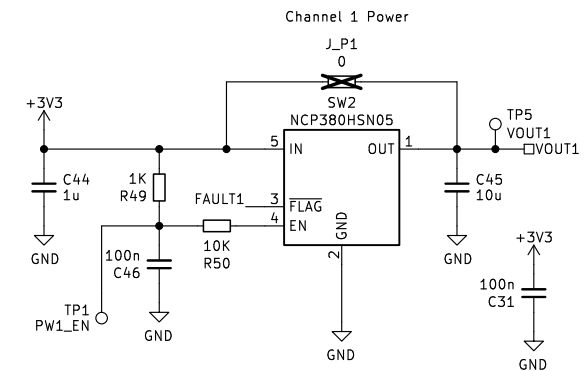 Channel 1 Power
J_P1
0
+3V3
SW2
NCP380HSN05
TP5
VOUT1
5
IN
OUT
1
VOUT1
C44
1u
1K
R49
FAULT1
3
FLAG
4
EN
GND
2
C45
10u
10K
R50
100n
C46
GND
GND
+3V3
TP1
PW1_EN
100n
C31
GND
GND
GND